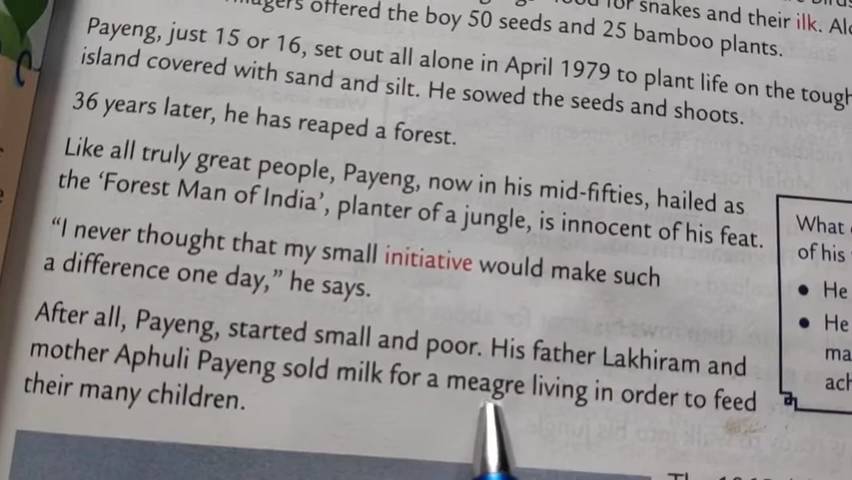 offered the boy 50 seeds and 25 bamboo plants.
for snakes and their ilk.
Payeng, just 15 or 16, set out all alone in April 1979 to plant life on the
island covered with sand and silt. He sowed the seeds and shoots.
36 years later, he has reaped a forest.
Like all truly great people, Payeng, now in his mid-fifties, hailed as
the ‘Forest Man of India’, planter of a jungle, is innocent of his feat.
“I never thought that my small initiative would make such
a difference one day,” he says.
After all, Payeng, started small and poor. His father Lakhiram and
mother Aphuli Payeng sold milk for a meagre living in order to feed
their many children.
What
of his
• He
• He